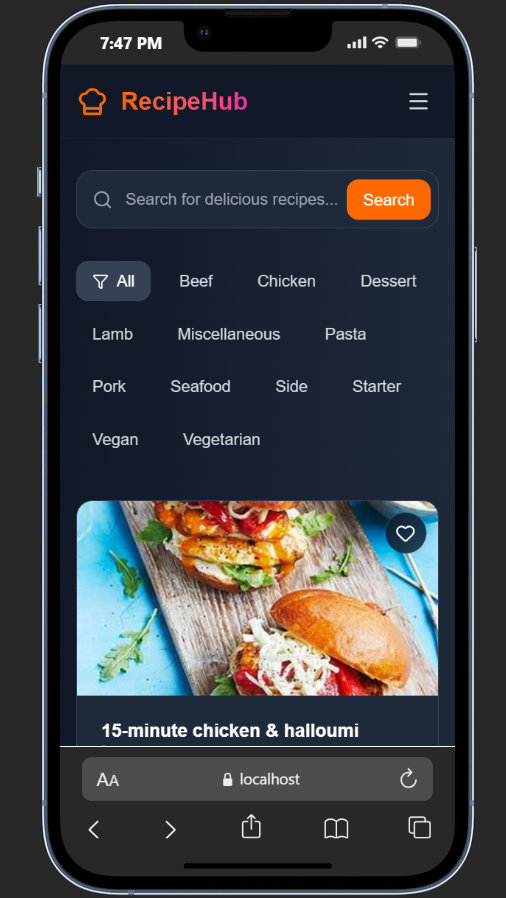 7:47 PM
RecipeHub
Search for delicious recipes... Search
All Beef Chicken Dessert
Lamb Miscellaneous Pasta
Pork Seafood Side Starter
Vegan Vegetarian
15-minute chicken & halloumi
AA localhost